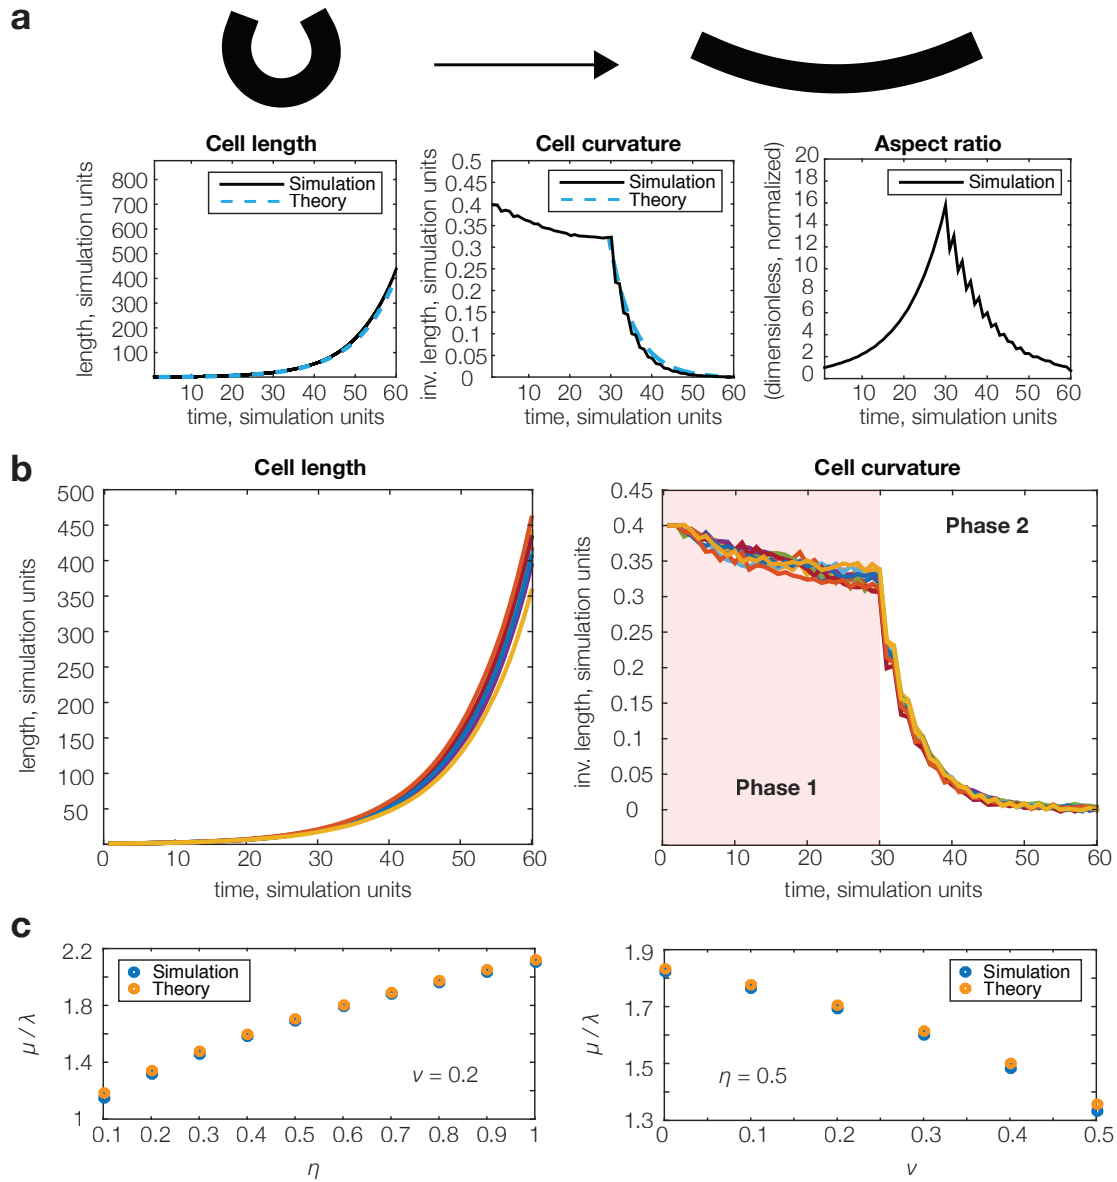 a
Cell length
length, simulation units
800
700
600
500
400
300
200
100
Simulation
Theory
0 10 20 30 40 50 60
time, simulation units
Cell curvature
inv. length, simulation units
0.5
0.45
0.4
0.35
0.3
0.25
0.2
0.15
0.1
0.05
0
Simulation
Theory
0 10 20 30 40 50 60
time, simulation units
Aspect ratio
(dimensionless, normalized)
20
18
16
14
12
10
8
6
4
2
0
Simulation
10 20 30 40 50 60
time, simulation units
b
Cell length
length, simulation units
500
450
400
350
300
250
200
150
100
50
0 10 20 30 40 50 60
time, simulation units
Cell curvature
inv. length, simulation units
0.45
0.4
0.35
0.3
0.25
0.2
0.15
0.1
0.05
0
Phase 1
Phase 2
0 10 20 30 40 50 60
time, simulation units
c
μ / λ
2.2
1.8
1.4
1
Simulation
Theory
ν = 0.2
0.1 0.2 0.3 0.4 0.5 0.6 0.7 0.8 0.9 1
η
μ / λ
1.9
1.7
1.5
1.3
Simulation
Theory
η = 0.5
0 0.1 0.2 0.3 0.4 0.5
ν